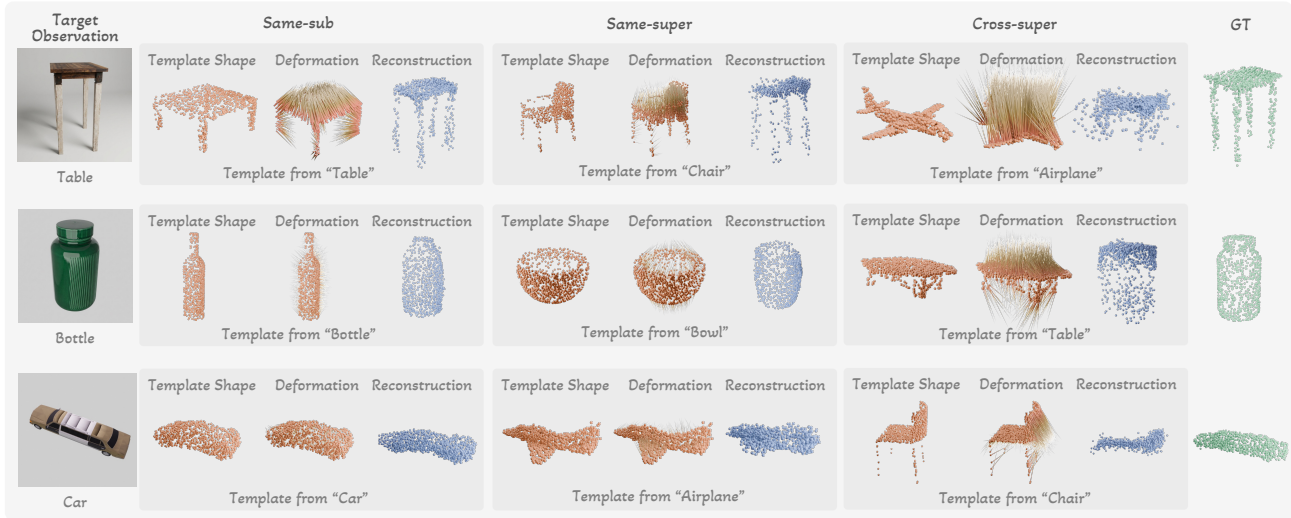 Target
Observation
Same-sub
Same-super
Cross-super
GT
Template Shape
Deformation
Reconstruction
Template from “Table”
Template Shape
Deformation
Reconstruction
Template from “Chair”
Template Shape
Deformation
Reconstruction
Template from “Airplane”
Table
Template Shape
Deformation
Reconstruction
Template from “Bottle”
Template Shape
Deformation
Reconstruction
Template from “Bowl”
Template Shape
Deformation
Reconstruction
Template from “Table”
Bottle
Template Shape
Deformation
Reconstruction
Template from “Car”
Template Shape
Deformation
Reconstruction
Template from “Airplane”
Template Shape
Deformation
Reconstruction
Template from “Chair”
Car